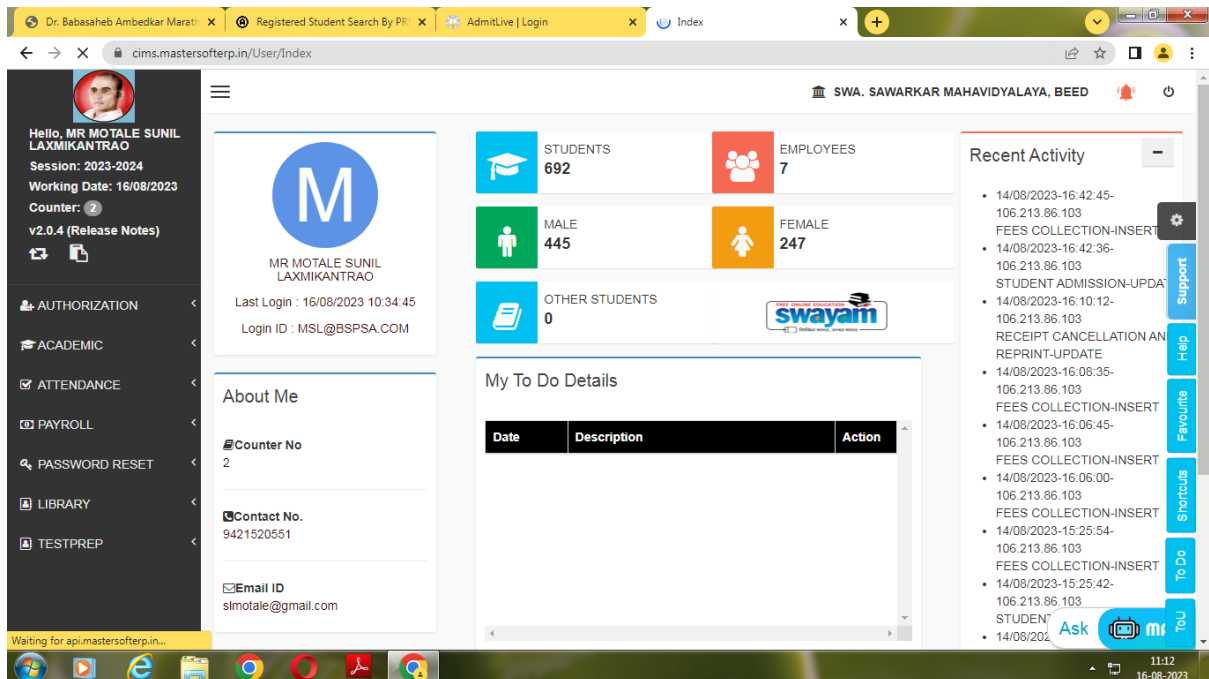 Dr. Babasaheb Ambedkar Marath
Registered Student Search By PR
AdmitLive | Login
Index
cims.mastersofterp.in/User/Index
Hello, MR MOTALE SUNIL
LAXMIKANTRAO
Session: 2023-2024
Working Date: 16/08/2023
Counter: 2
v2.0.4 (Release Notes)
AUTHORIZATION
ACADEMIC
ATTENDANCE
PAYROLL
PASSWORD RESET
LIBRARY
TESTPREP
Waiting for api.mastersofterp.in...
SWA. SAWARKAR MAHAVIDYALAYA, BEED
M
MR MOTALE SUNIL
LAXMIKANTRAO
Last Login : 16/08/2023 10:34:45
Login ID : MSL@BSPSA.COM
About Me
Counter No
2
Contact No.
9421520551
Email ID
slmotale@gmail.com
STUDENTS
692
EMPLOYEES
7
MALE
445
FEMALE
247
OTHER STUDENTS
0
FREE ONLINE EDUCATION
swayam
My To Do Details
Date Description Action
Recent Activity
14/08/2023-16:42:45-
106.213.86.103
FEES COLLECTION-INSERT
14/08/2023-16:42:36-
106.213.86.103
STUDENT ADMISSION-UPDAT
14/08/2023-16:10:12-
106.213.86.103
RECEIPT CANCELLATION AN
REPRINT-UPDATE
14/08/2023-16:08:35-
106.213.86.103
FEES COLLECTION-INSERT
14/08/2023-16:06:45-
106.213.86.103
FEES COLLECTION-INSERT
14/08/2023-16:06:00-
106.213.86.103
FEES COLLECTION-INSERT
14/08/2023-15:25:54-
106.213.86.103
FEES COLLECTION-INSERT
14/08/2023-15:25:42-
106.213.86.103
STUDEN
14/08/202
Support
Help
Favourite
Shortcuts
To Do
ToU
Ask
11:12
16-08-2023